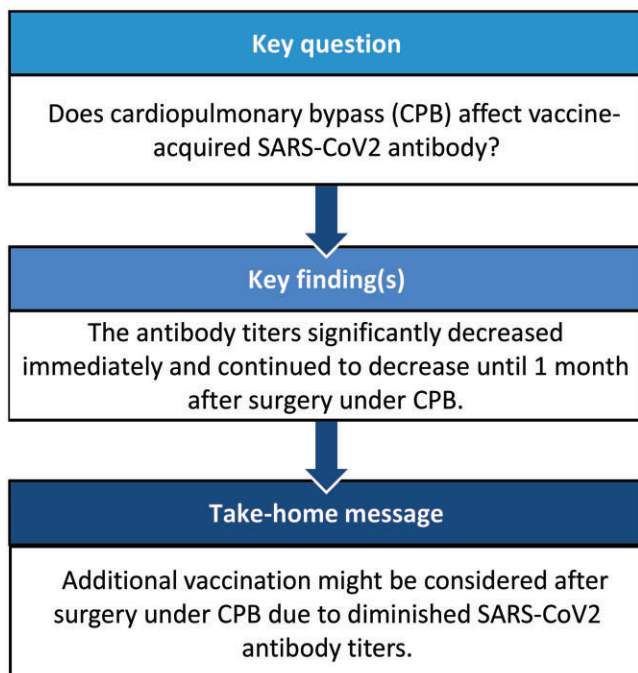 Key question
Does cardiopulmonary bypass (CPB) affect vaccine-
acquired SARS-CoV2 antibody?
Key finding(s)
The antibody titers significantly decreased
immediately and continued to decrease until 1 month
after surgery under CPB.
Take-home message
Additional vaccination might be considered after
surgery under CPB due to diminished SARS-CoV2
antibody titers.